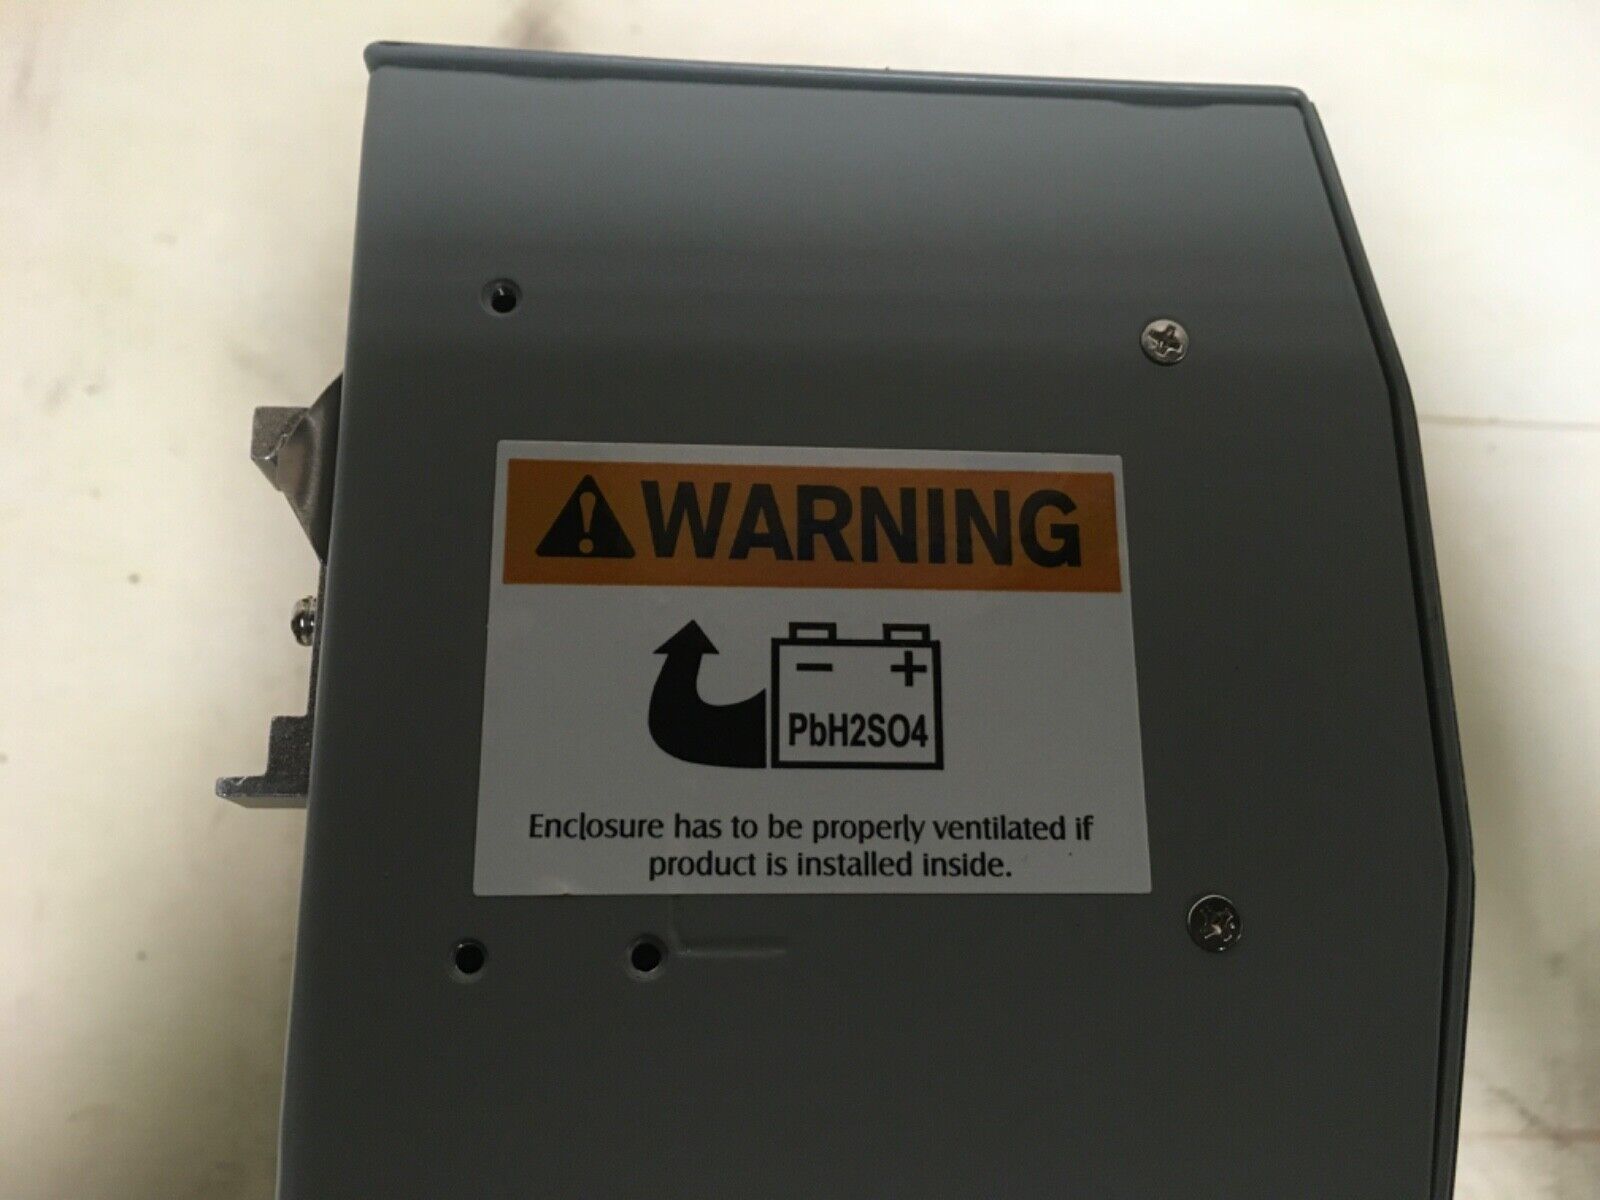 WARNING
- +
PbH2SO4
Enclosure has to be properly ventilated if
product is installed inside.